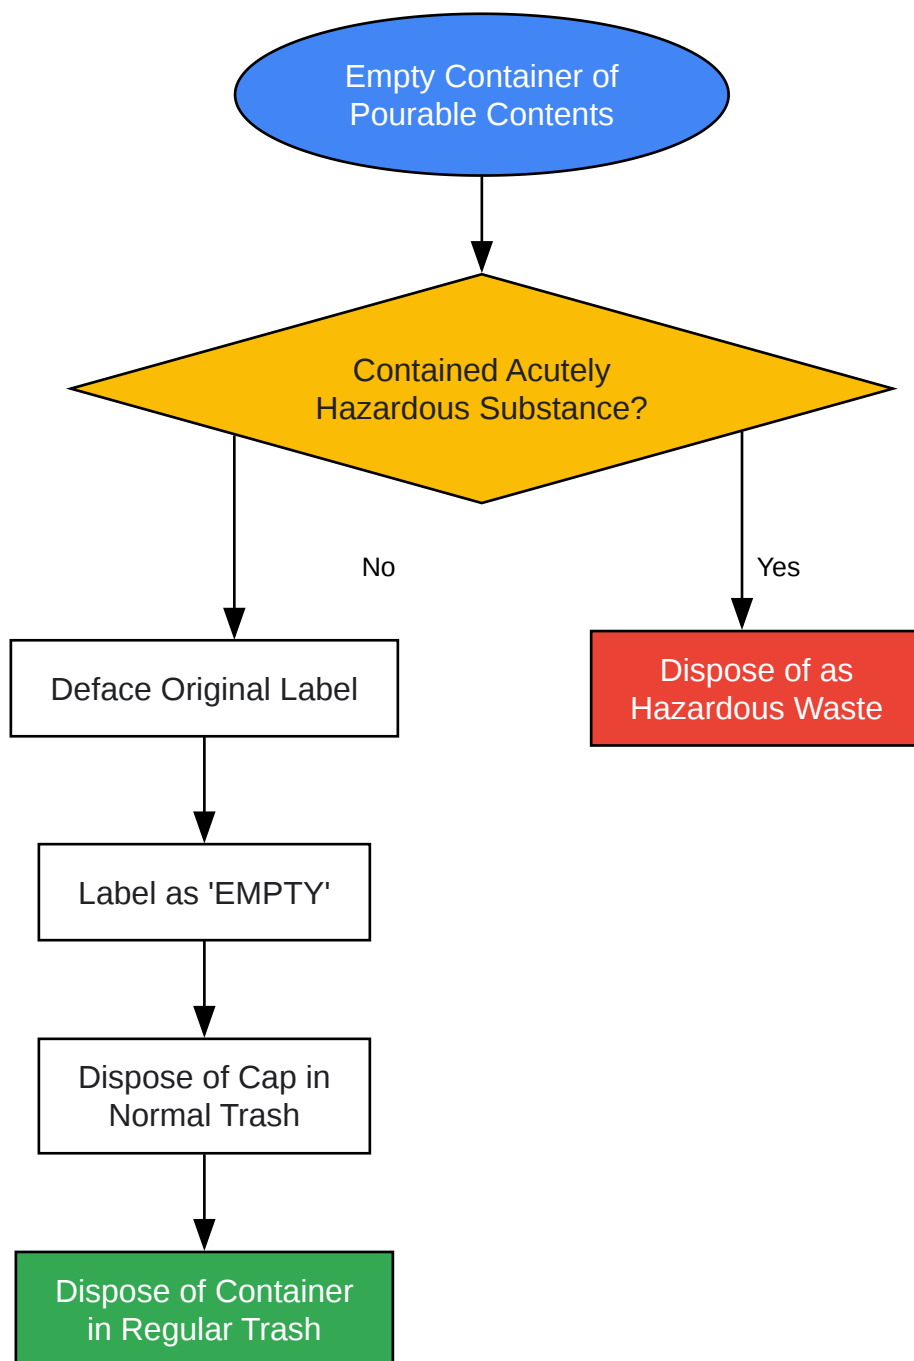 Empty Container of
Pourable Contents
Contained Acutely
Hazardous Substance?
No
Yes
Deface Original Label
Dispose of as
Hazardous Waste
Label as 'EMPTY'
Dispose of Cap in
Normal Trash
Dispose of Container
in Regular Trash